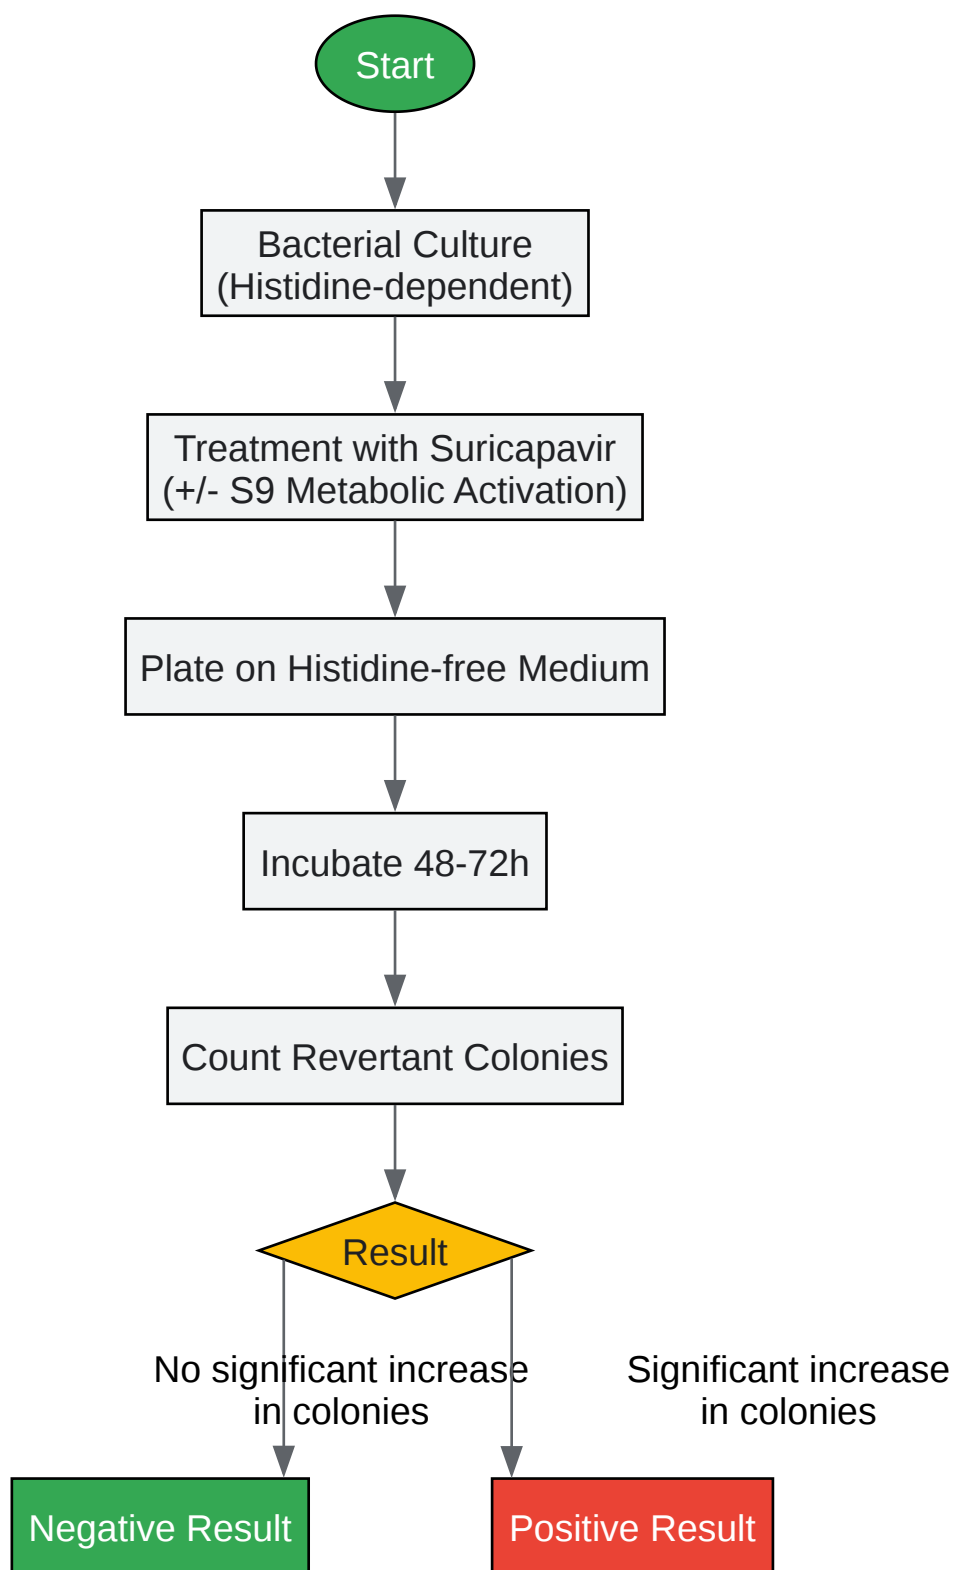 Start
Bacterial Culture
(Histidine-dependent)
Treatment with Suricapavir
(+/- S9 Metabolic Activation)
Plate on Histidine-free Medium
Incubate 48-72h
Count Revertant Colonies
Result
No significant increase
in colonies
Significant increase
in colonies
Negative Result
Positive Result